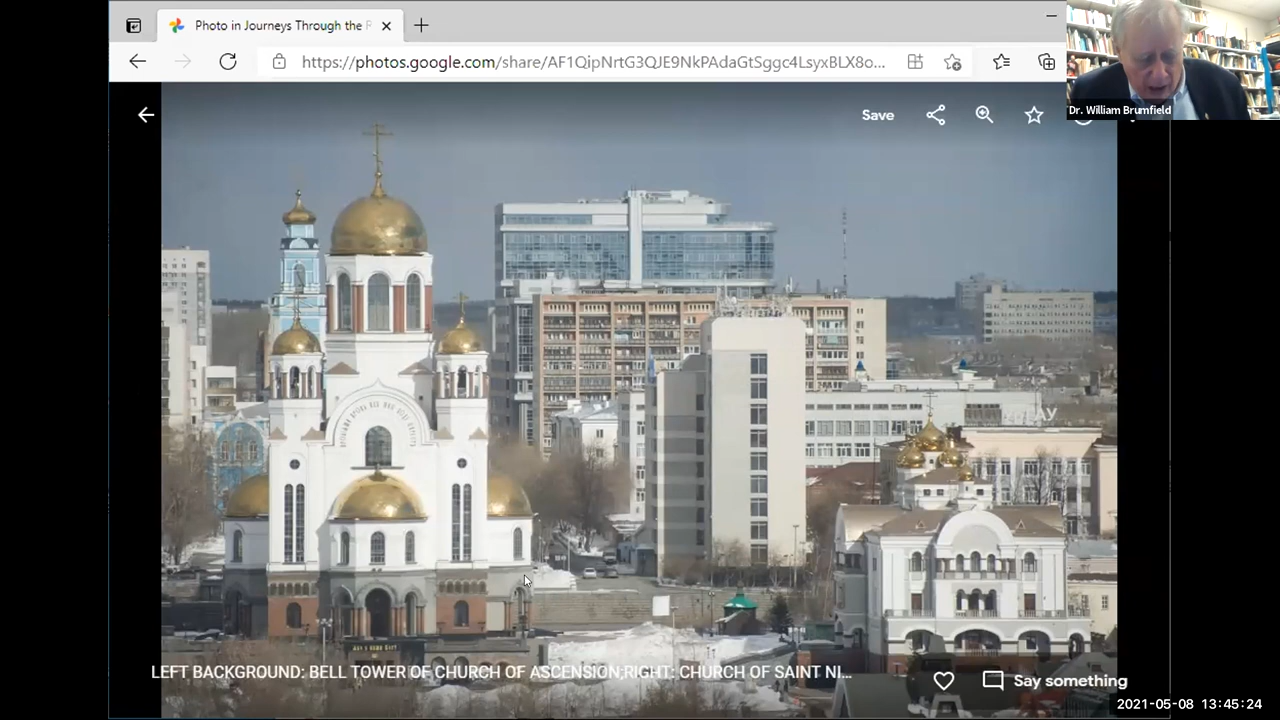 Photo in Journeys Through the R
https://photos.google.com/share/AF1QipNrtG3QJE9NkPAdaGtSggc4LsyxBLX8o...
Dr. William Brumfield
Save
LEFT BACKGROUND: BELL TOWER OF CHURCH OF ASCENSION;RIGHT: CHURCH OF SAINT NI...
Say something
2021-05-08 13:45:24